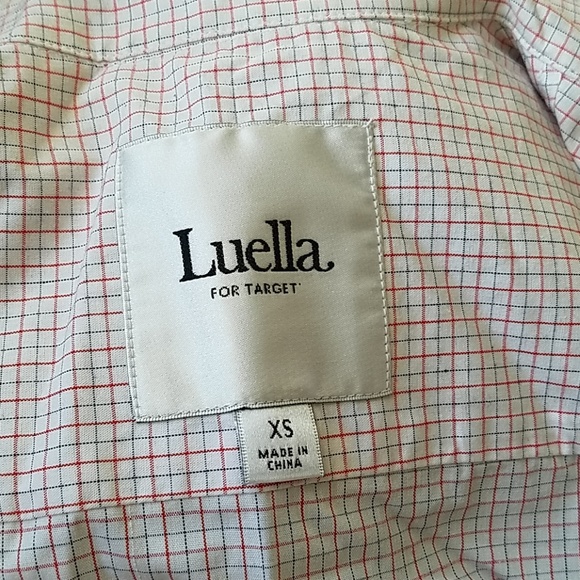 Luella
FOR TARGET
XS
MADE IN
CHINA